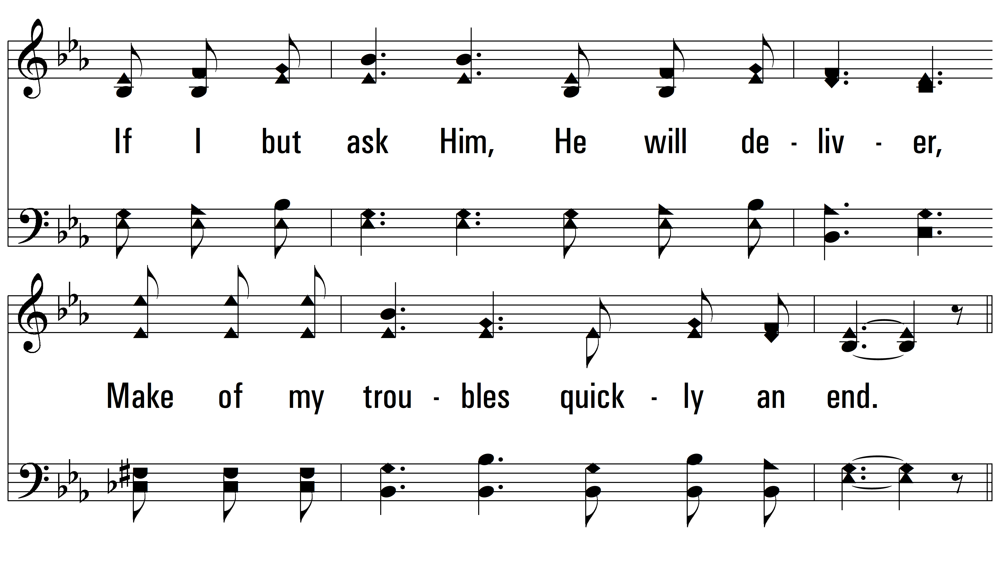 If I but ask Him, He will de - liv - er,
Make of my trou - bles quick - ly an end.